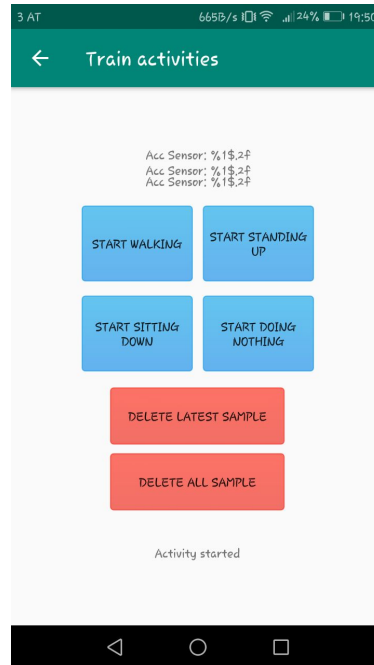 3 AT 665B/s 24% 19:50
Train activities
Acc Sensor: %1$.2f
Acc Sensor: %1$.2f
Acc Sensor: %1$.2f
START WALKING
START STANDING
UP
START SITTING
DOWN
START DOING
NOTHING
DELETE LATEST SAMPLE
DELETE ALL SAMPLE
Activity started